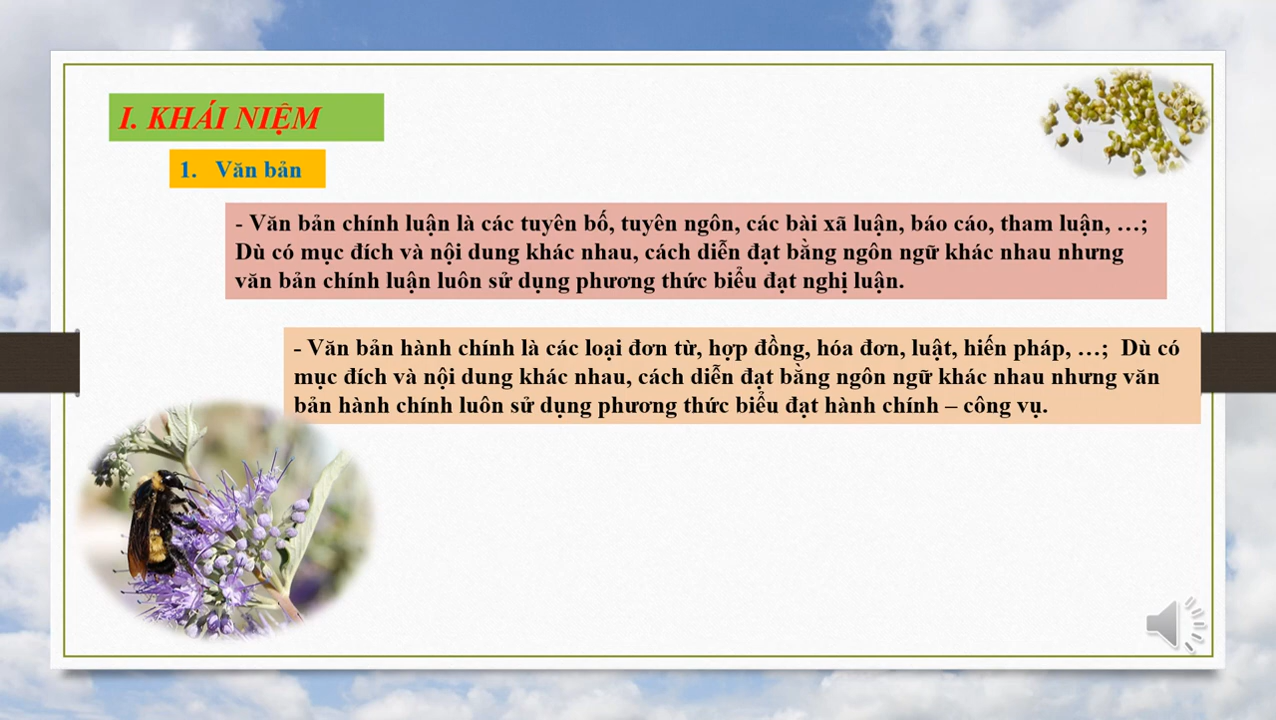 I. KHÁI NIỆM
1. Văn bản
- Văn bản chính luận là các tuyên bố, tuyên ngôn, các bài xã luận, báo cáo, tham luận, …;
Dù có mục đích và nội dung khác nhau, cách diễn đạt bằng ngôn ngữ khác nhau nhưng
văn bản chính luận luôn sử dụng phương thức biểu đạt nghị luận.
- Văn bản hành chính là các loại đơn từ, hợp đồng, hóa đơn, luật, hiến pháp, …; Dù có
mục đích và nội dung khác nhau, cách diễn đạt bằng ngôn ngữ khác nhau nhưng văn
bản hành chính luôn sử dụng phương thức biểu đạt hành chính – công vụ.